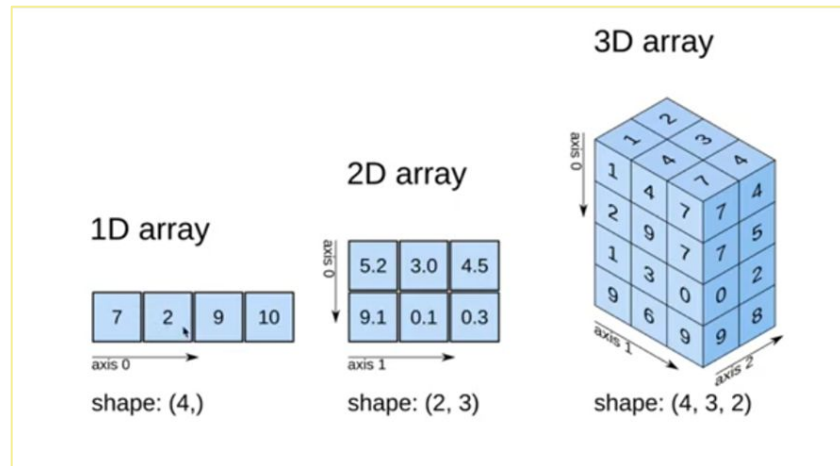 1D array
7 2 9 10
axis 0
shape: (4,)
2D array
axis 0
5.2 3.0 4.5
9.1 0.1 0.3
axis 1
shape: (2, 3)
3D array
axis 0
1 2
4 3
7 4
1 4 7
2 9 7
1 3 0
9 6 9
7 4
7 5
0 2
9 8
axis 1
axis 2
shape: (4, 3, 2)